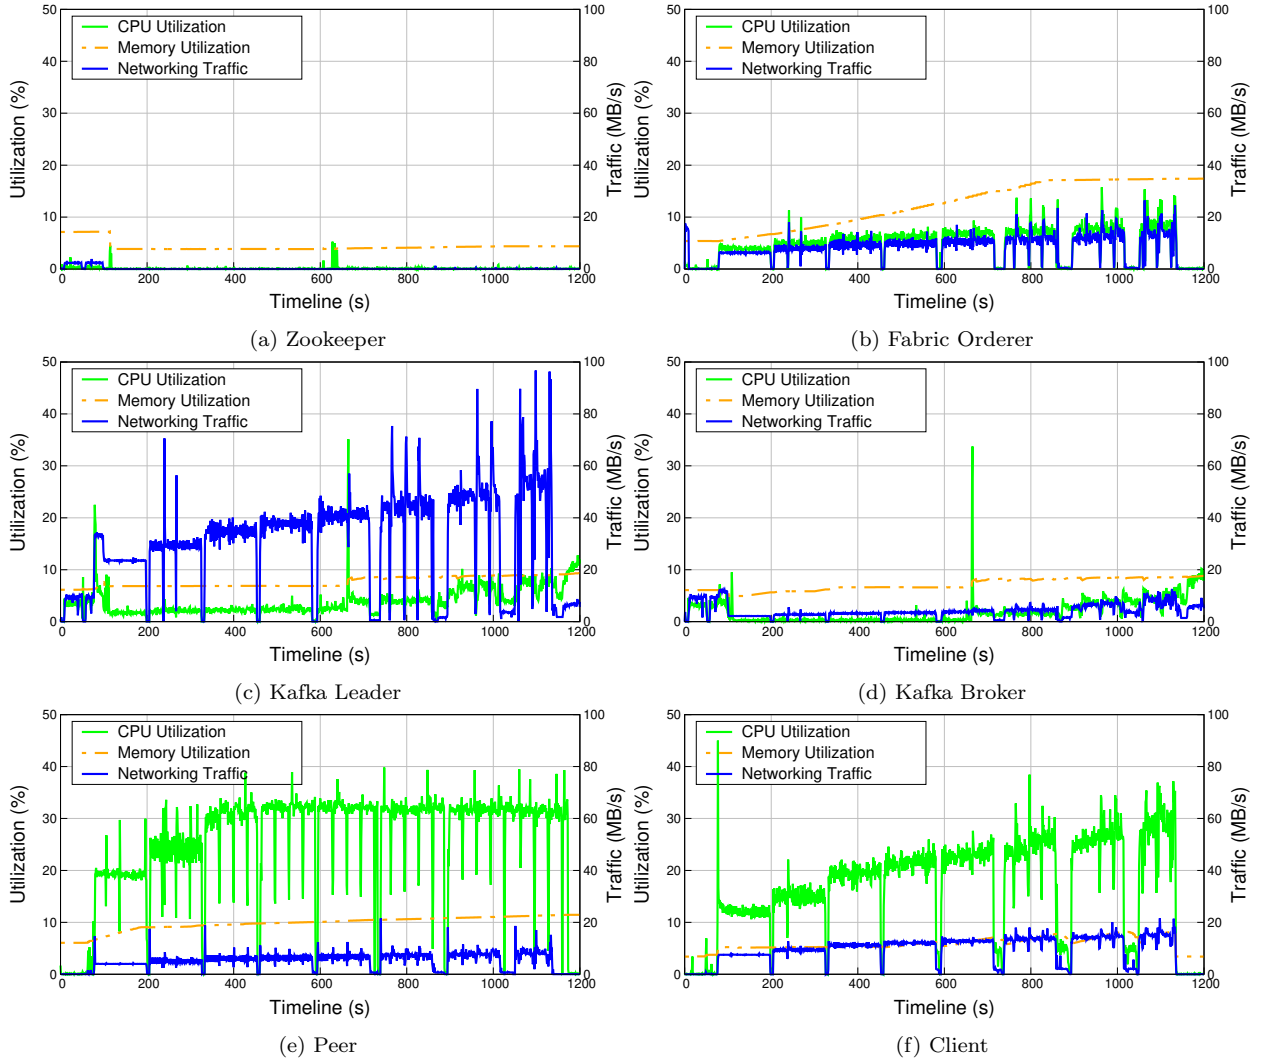 50
40
30
20
10
0
100
80
60
40
20
0
0
200
400
600
800
1000
1200
Utilization (%)
Traffic (MB/s)
Timeline (s)
CPU Utilization
Memory Utilization
Networking Traffic
(a) Zookeeper
50
40
30
20
10
0
100
80
60
40
20
0
0
200
400
600
800
1000
1200
Utilization (%)
Traffic (MB/s)
Timeline (s)
CPU Utilization
Memory Utilization
Networking Traffic
(b) Fabric Orderer
50
40
30
20
10
0
100
80
60
40
20
0
0
200
400
600
800
1000
1200
Utilization (%)
Traffic (MB/s)
Timeline (s)
CPU Utilization
Memory Utilization
Networking Traffic
(c) Kafka Leader
50
40
30
20
10
0
100
80
60
40
20
0
0
200
400
600
800
1000
1200
Utilization (%)
Traffic (MB/s)
Timeline (s)
CPU Utilization
Memory Utilization
Networking Traffic
(d) Kafka Broker
50
40
30
20
10
0
100
80
60
40
20
0
0
200
400
600
800
1000
1200
Utilization (%)
Traffic (MB/s)
Timeline (s)
CPU Utilization
Memory Utilization
Networking Traffic
(e) Peer
50
40
30
20
10
0
100
80
60
40
20
0
0
200
400
600
800
1000
1200
Utilization (%)
Traffic (MB/s)
Timeline (s)
CPU Utilization
Memory Utilization
Networking Traffic
(f) Client